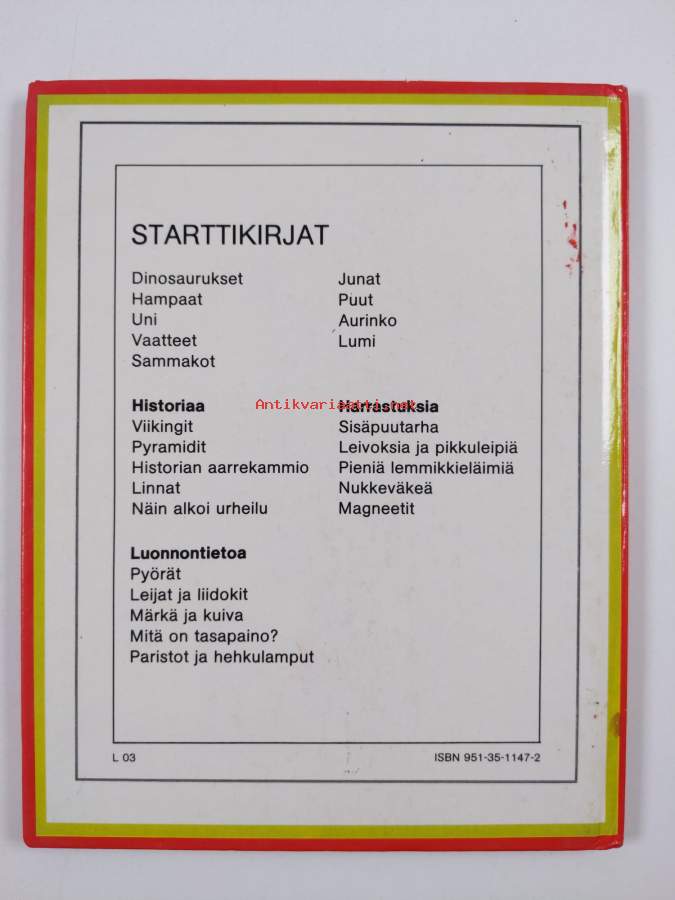 STARTTIKIRJAT
Dinosaurukset
Hampaat
Uni
Vaatteet
Sammakot
Junat
Puut
Aurinko
Lumi
Historiaa
Viikingit
Pyramidit
Historian aarrekammio
Linnat
Näin alkoi urheilu
Antikvariaatti.net
Harrastuksia
Sisäpuutarha
Leivoksia ja pikkuleipiä
Pieniä lemmikkieläimiä
Nukkeväkeä
Magneetit
Luonnontietoa
Pyörät
Leijat ja liidokit
Märkä ja kuiva
Mitä on tasapaino?
Paristot ja hehkulamput
L 03
ISBN 951-35-1147-2